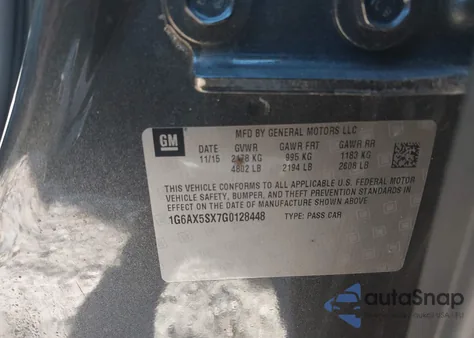 GM
MFD BY GENERAL MOTORS LLC
DATE GVWR GAWR FRT GAWR RR
11/15 2178 KG 995 KG 1183 KG
4802 LB 2194 LB 2608 LB
THIS VEHICLE CONFORMS TO ALL APPLICABLE U.S. FEDERAL MOTOR
VEHICLE SAFETY, BUMPER, AND THEFT PREVENTION STANDARDS IN
EFFECT ON THE DATE OF MANUFACTURE SHOWN ABOVE.
1G6AX5SX7G0128448 TYPE: PASS CAR
autaSnap